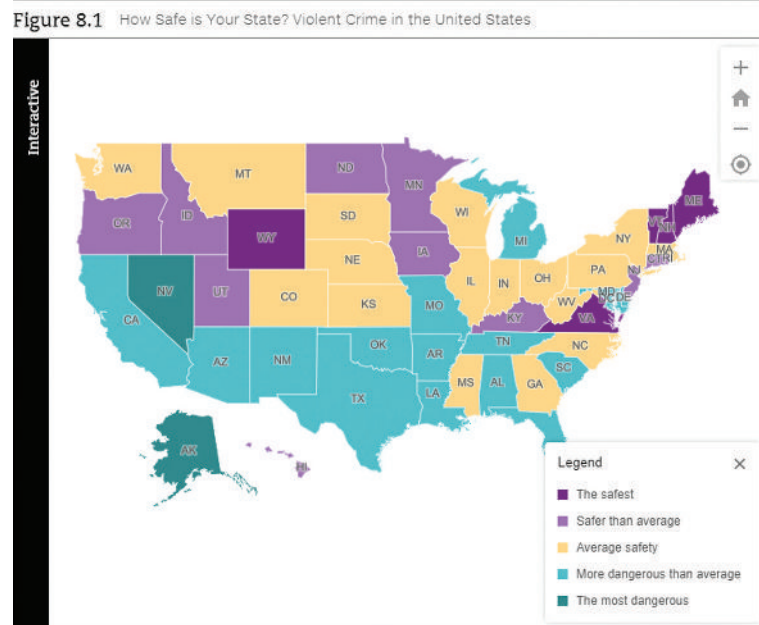 Figure 8.1 How Safe is Your State? Violent Crime in the United States
Interactive
+
−
WA
MT
ND
MN
OR
ID
WY
SD
WI
MI
NY
VT
NH
ME
MA
CT
RI
NV
UT
CO
NE
IA
IL
IN
OH
PA
NJ
CA
KS
MO
KY
WV
MD
DC
DE
VA
AZ
NM
OK
AR
TN
NC
SC
TX
LA
MS
AL
GA
AK
HI
Legend ×
The safest
Safer than average
Average safety
More dangerous than average
The most dangerous